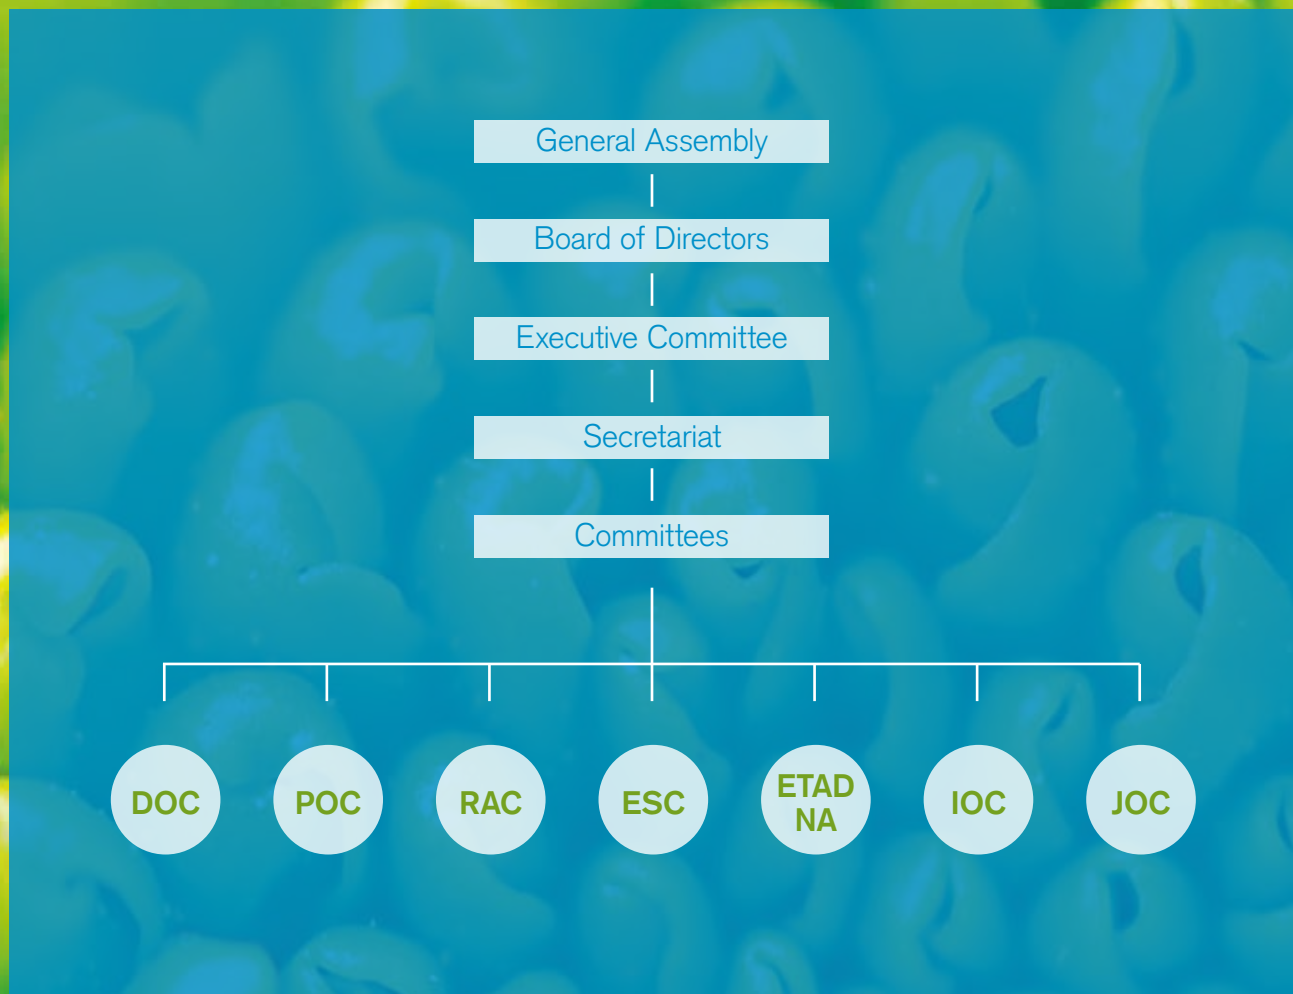 General Assembly
Board of Directors
Executive Committee
Secretariat
Committees
DOC
POC
RAC
ESC
ETAD
NA
IOC
JOC